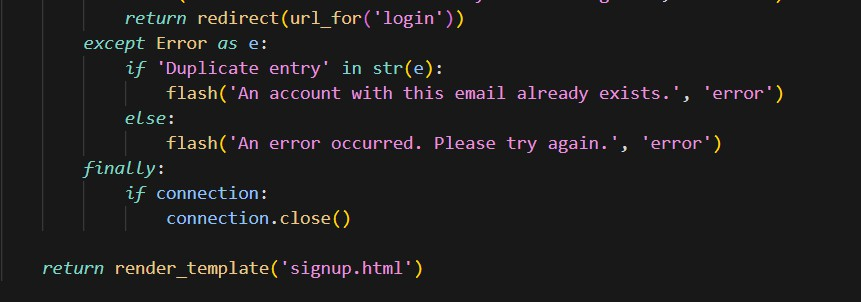 return redirect(url_for('login'))
except Error as e:
if 'Duplicate entry' in str(e):
flash('An account with this email already exists.', 'error')
else:
flash('An error occurred. Please try again.', 'error')
finally:
if connection:
connection.close()
return render_template('signup.html')